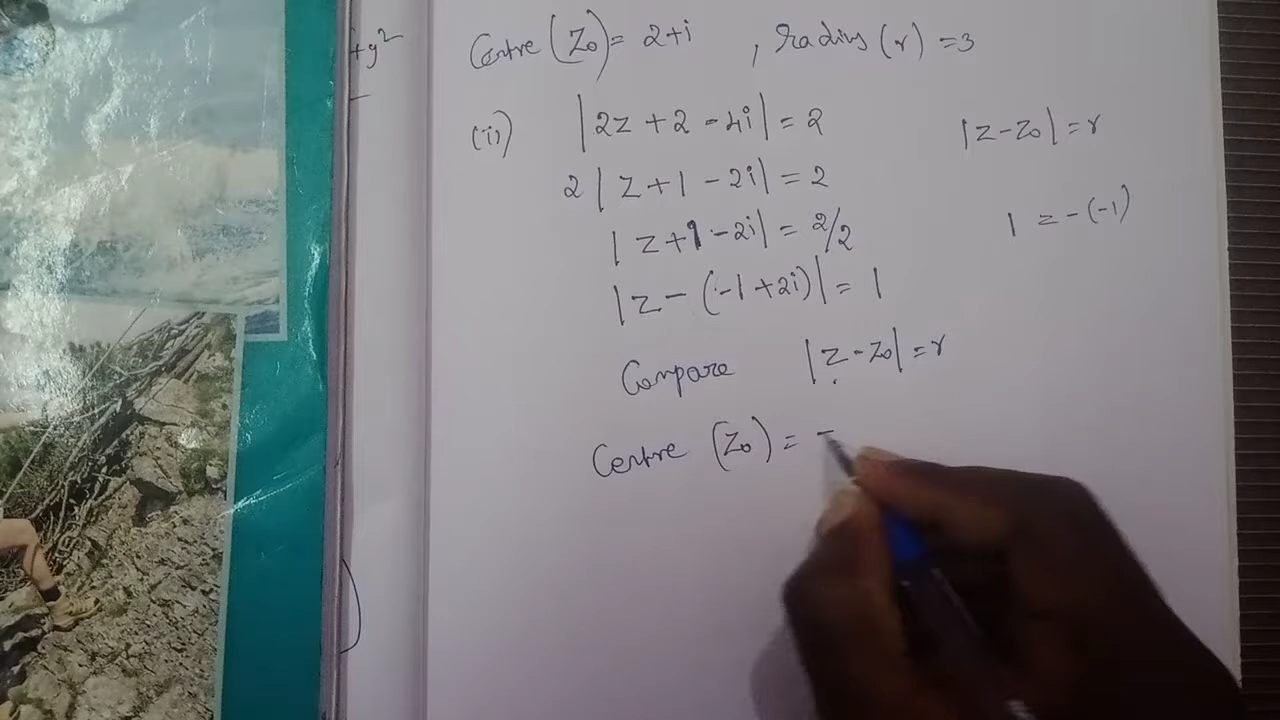 +y²
Centre (Z₀) = 2+i , radius (r) = 3
(ii) |2z + 2 - 4i| = 2
|z - z₀| = r
2 |z + 1 - 2i| = 2
| z - (-1)
|z + 1 - 2i| = 2/2
|z - (-1 + 2i)| = 1
Compare |z - z₀| = r
Centre (Z₀) = -